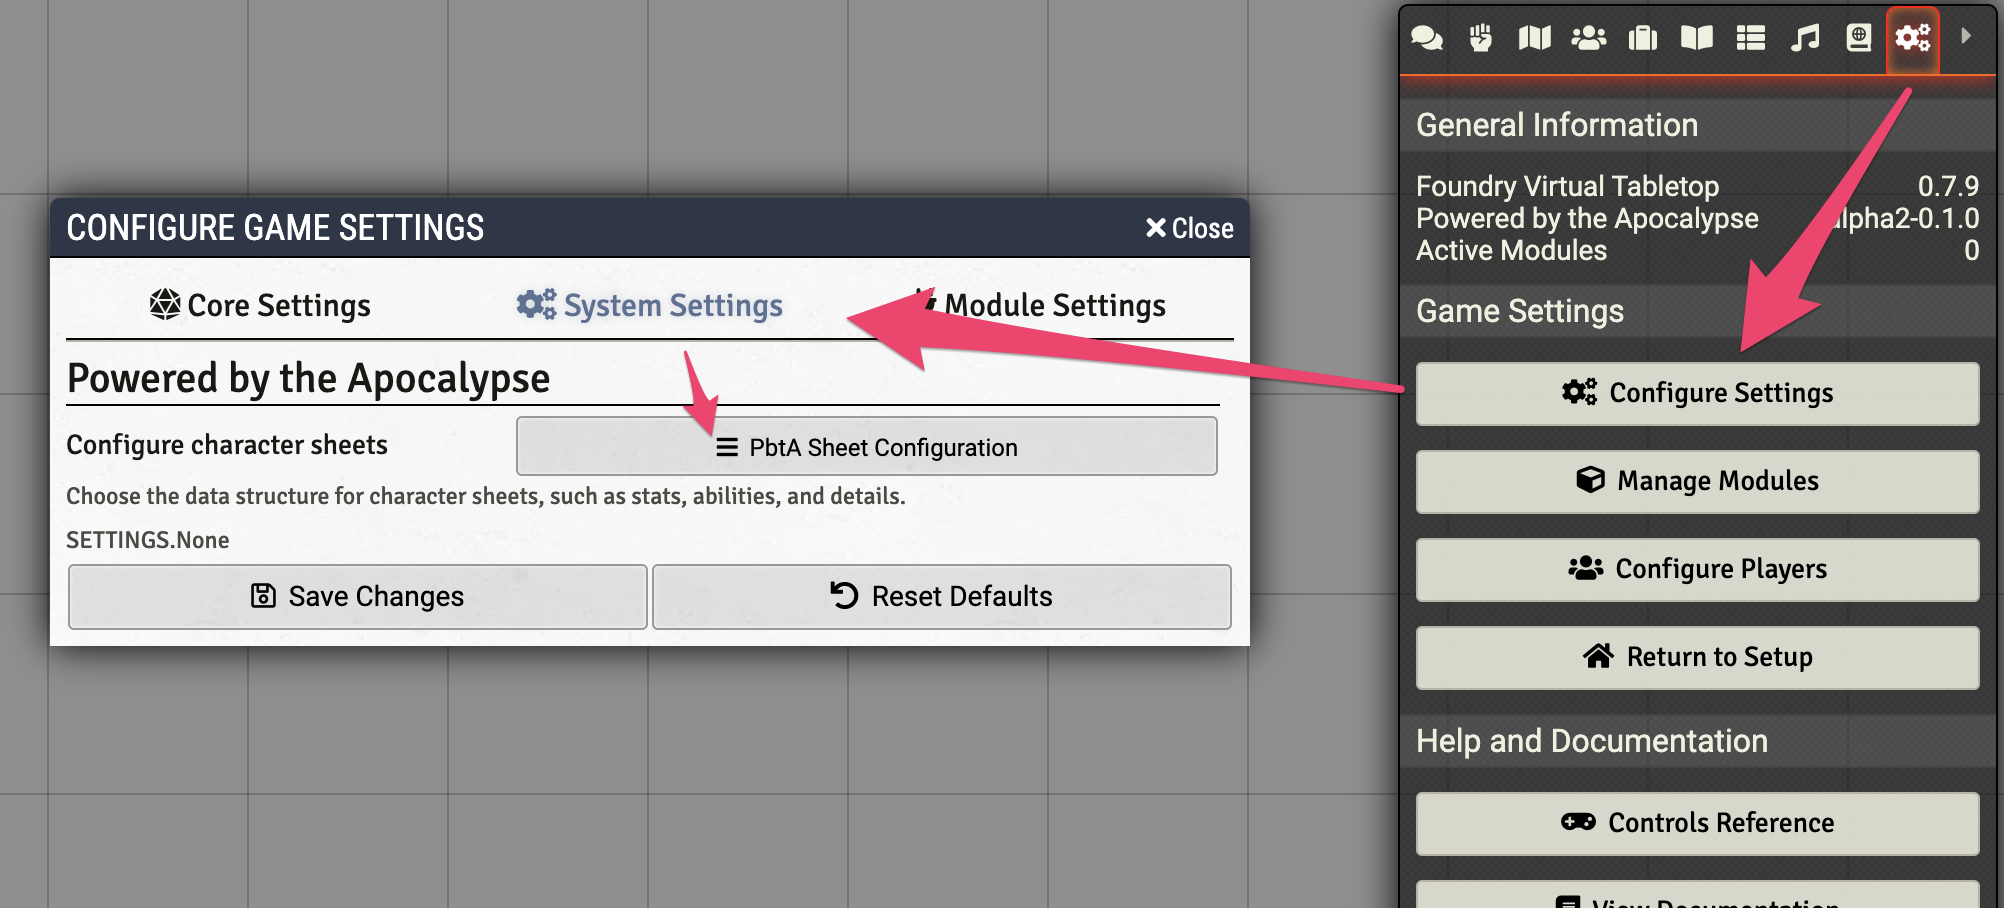 CONFIGURE GAME SETTINGS
Close
Core Settings
System Settings
Module Settings
Powered by the Apocalypse
Configure character sheets
PbtA Sheet Configuration
Choose the data structure for character sheets, such as stats, abilities, and details.
SETTINGS.None
Save Changes
Reset Defaults
General Information
Foundry Virtual Tabletop 0.7.9
Powered by the Apocalypse lpha2-0.1.0
Active Modules 0
Game Settings
Configure Settings
Manage Modules
Configure Players
Return to Setup
Help and Documentation
Controls Reference
View Documentation